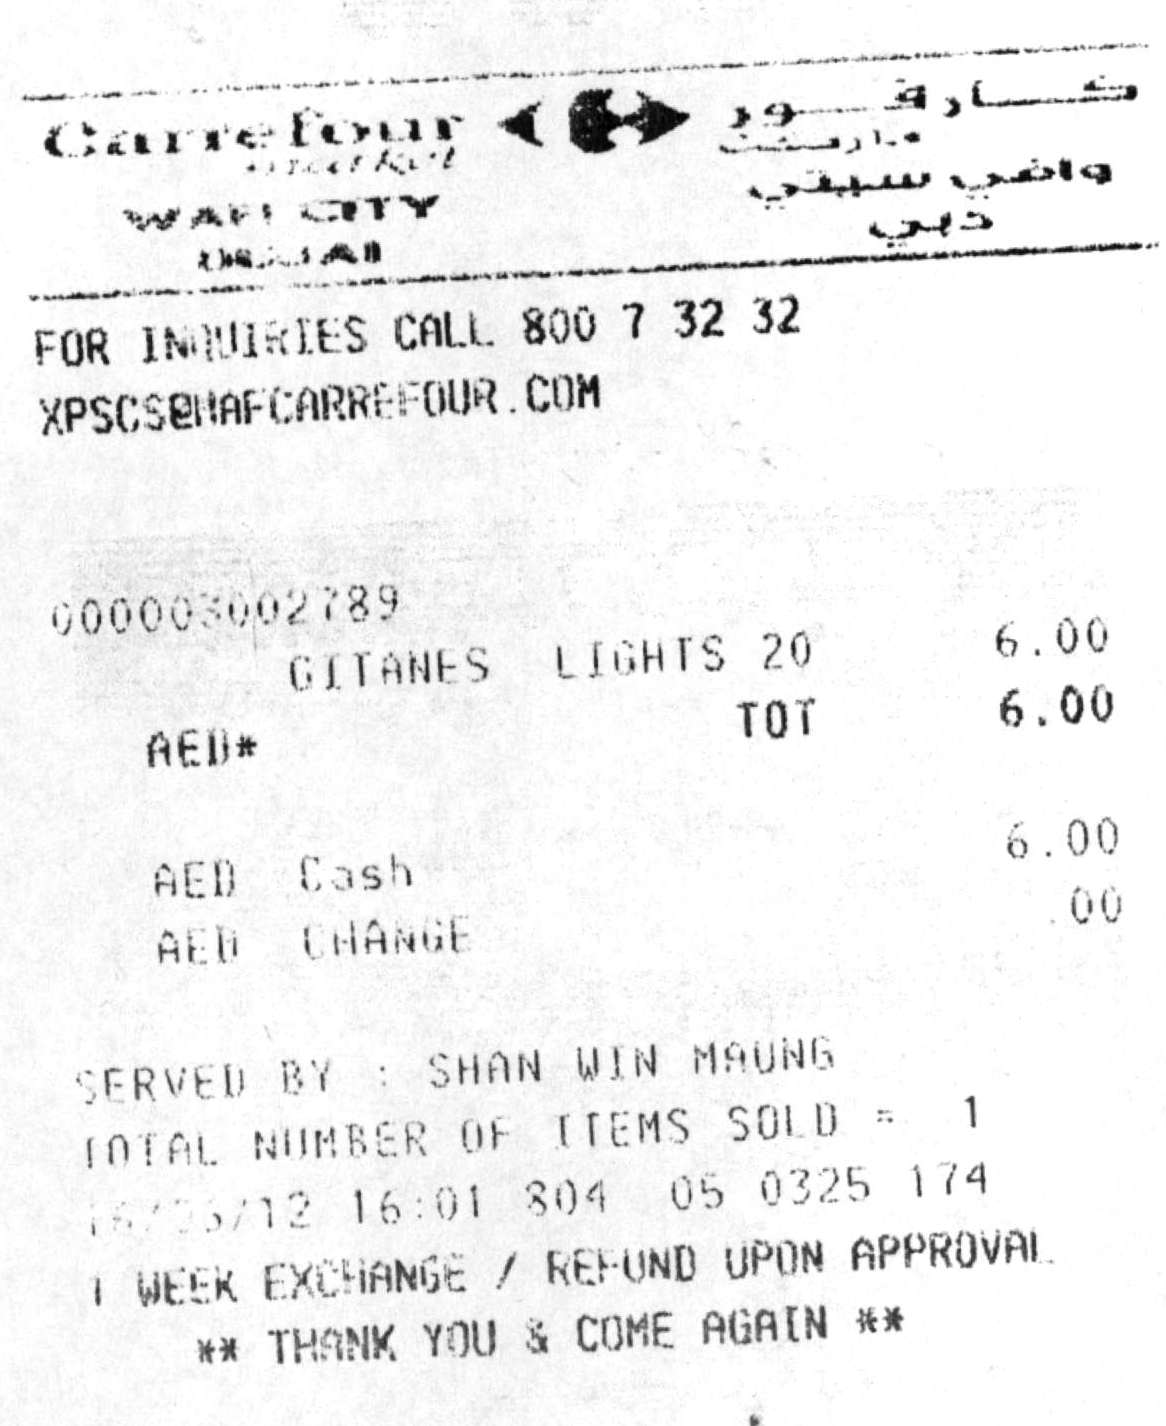 Carrefour كارفور
market ماركت
WAFI CITY وافي سيتي
DUBAI دبي
FOR INQUIRIES CALL 800 7 32 32
XPSCS@MAFCARREFOUR.COM
000003002789
GITANES LIGHTS 20 6.00
AED* TOT 6.00
AED Cash 6.00
AED CHANGE .00
SERVED BY : SHAN WIN MAUNG
TOTAL NUMBER OF ITEMS SOLD = 1
16:01 804 05 0325 174
1 WEEK EXCHANGE / REFUND UPON APPROVAL
** THANK YOU & COME AGAIN **